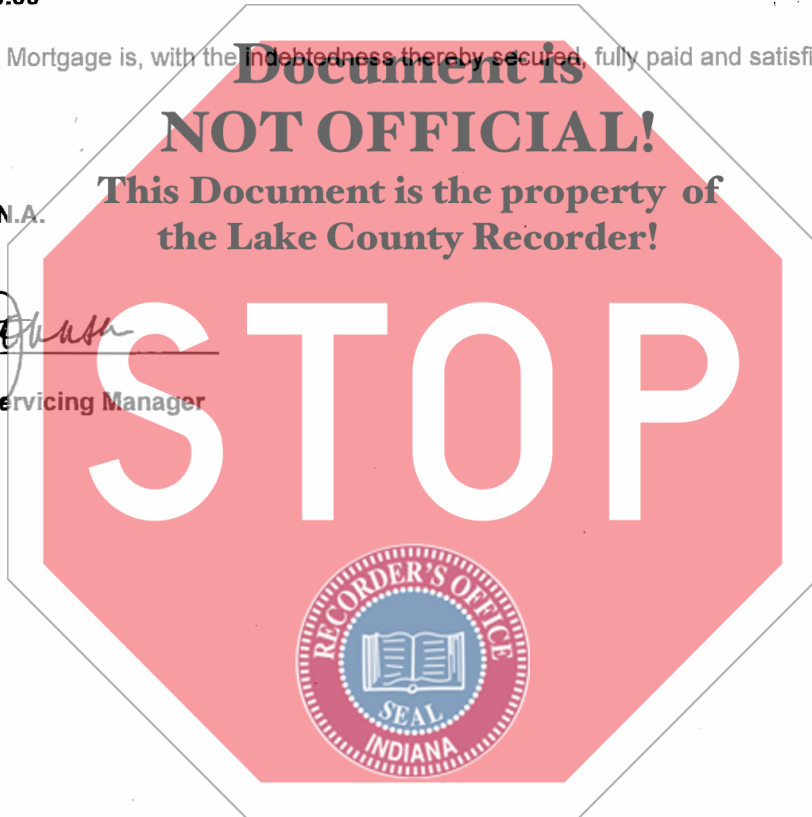 Mortgage is, with the indebtedness thereby secured, fully paid and satisfi
Document is
NOT OFFICIAL!
This Document is the property of
the Lake County Recorder!
N.A.
STOP
ervicing Manager
RECORDER'S OFFICE
SEAL
INDIANA